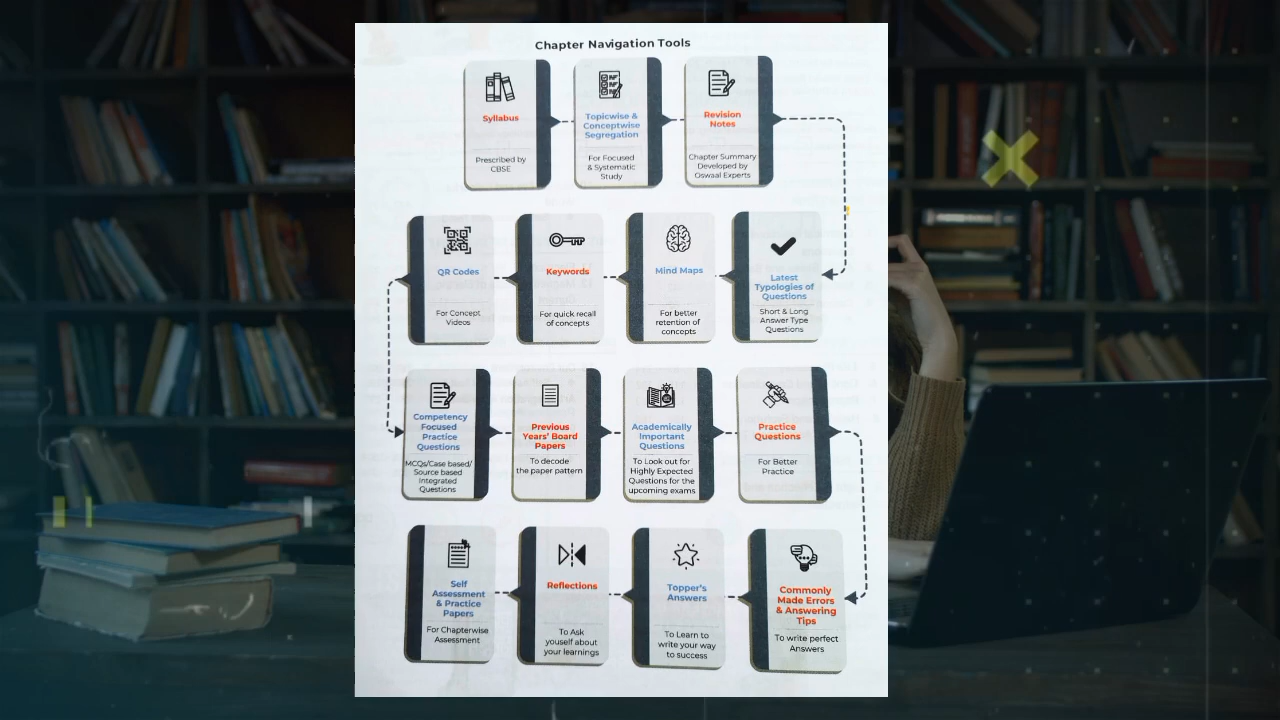 Chapter Navigation Tools
Syllabus
Prescribed by
CBSE
Topicwise &
Conceptwise
Segregation
For Focused
& Systematic
Study
Revision
Notes
Chapter Summary
Developed by
Oswaal Experts
QR Codes
For Concept
Videos
Keywords
For quick recall
of concepts
Mind Maps
For better
retention of
concepts
Latest
Typologies of
Questions
Short & Long
Answer Type
Questions
Competency
Focused
Practice
Questions
MCQs/Case based/
Source based
Integrated
Questions
Previous
Years' Board
Papers
To decode
the paper pattern
Academically
Important
Questions
To Look out for
Highly Expected
Questions for the
upcoming exams
Practice
Questions
For Better
Practice
Self
Assessment
& Practice
Papers
For Chapterwise
Assessment
Reflections
To Ask
youself about
your learnings
Topper's
Answers
To Learn to
write your way
to success
Commonly
Made Errors
& Answering
Tips
To write perfect
Answers